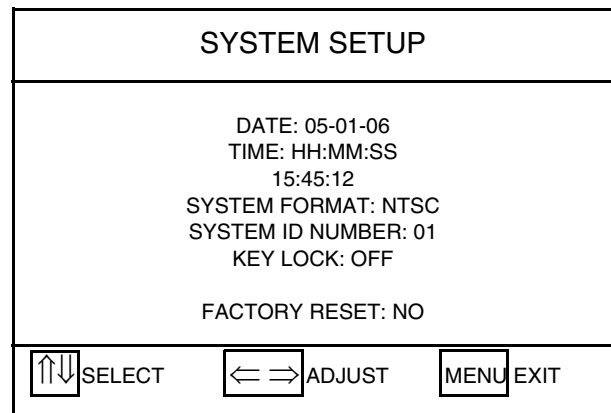 SYSTEM SETUP
DATE: 05-01-06
TIME: HH:MM:SS
15:45:12
SYSTEM FORMAT: NTSC
SYSTEM ID NUMBER: 01
KEY LOCK: OFF
FACTORY RESET: NO
⇑⇓ SELECT ⇐ ⇒ ADJUST MENU EXIT